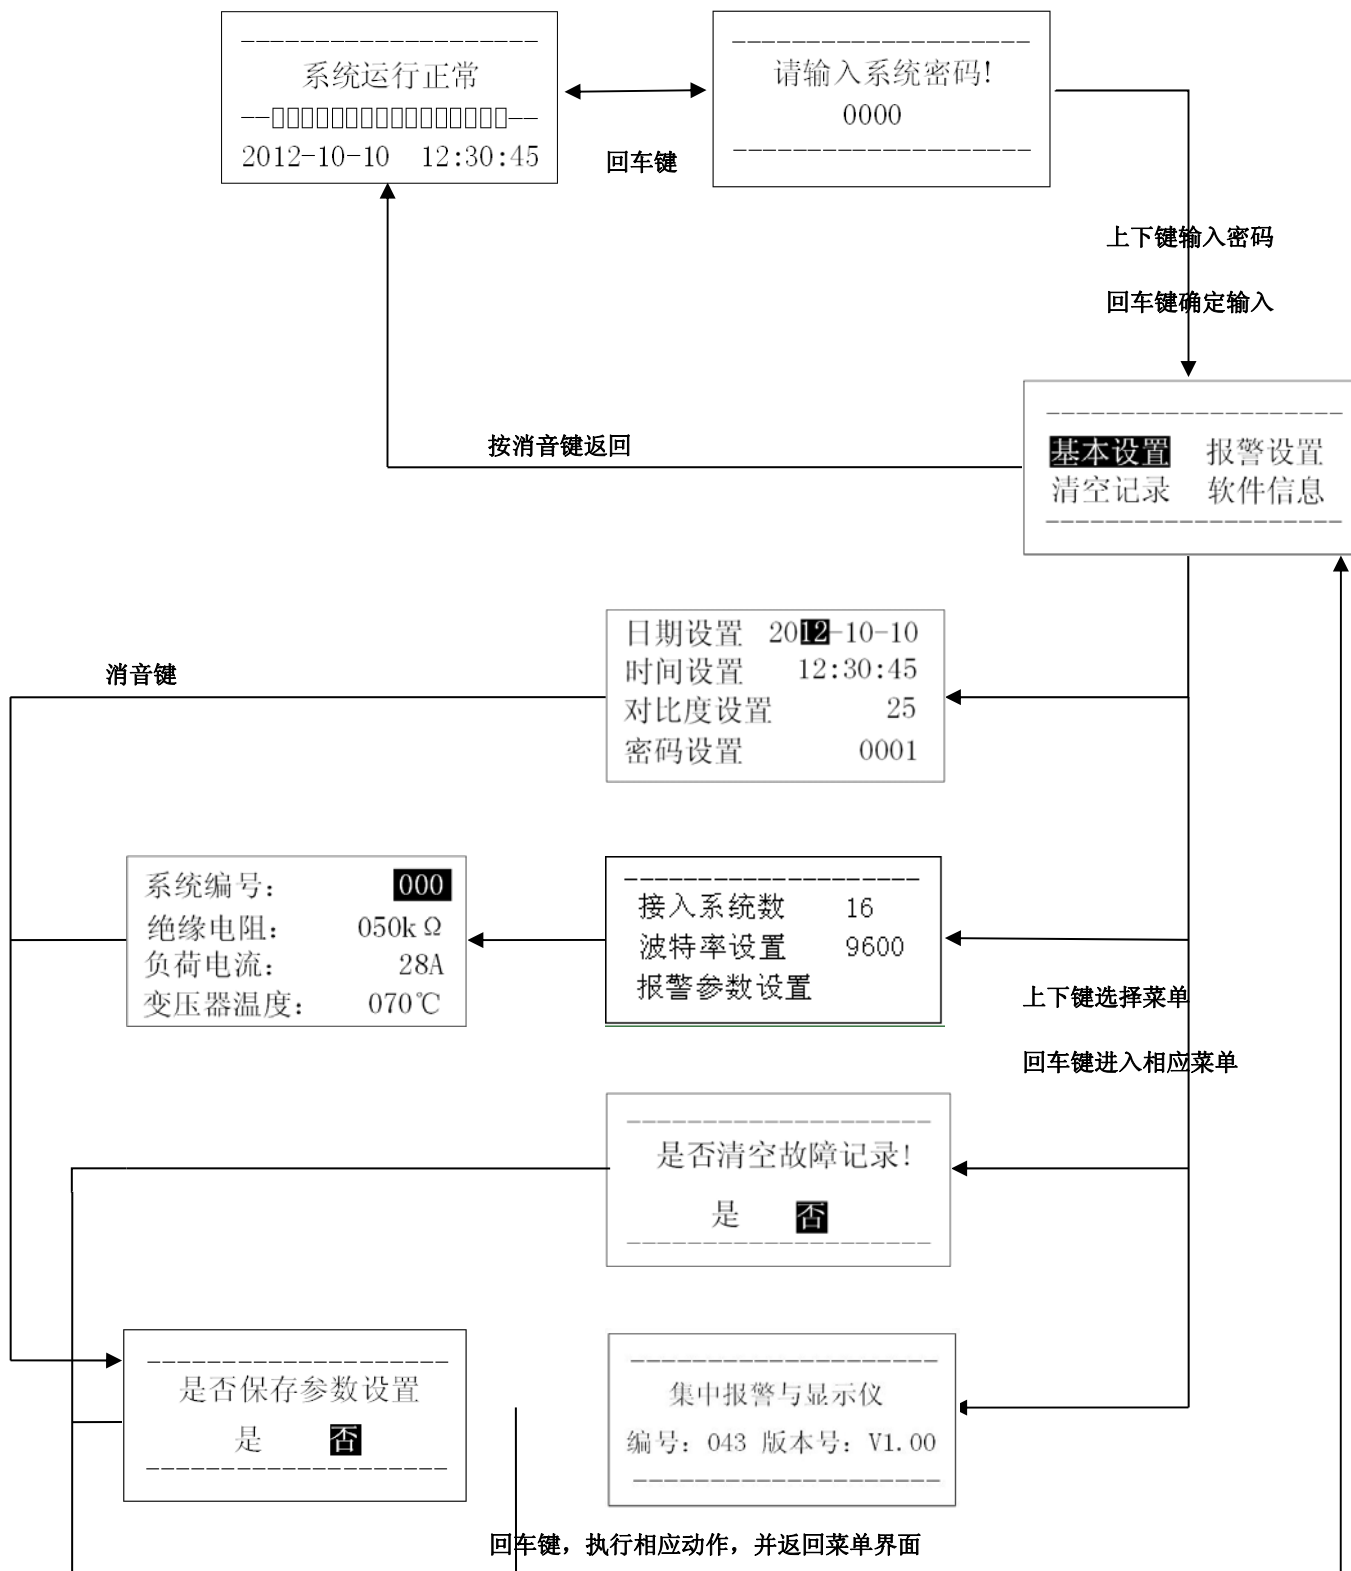 --------------------
系统运行正常
--▯▯▯▯▯▯▯▯▯▯▯▯▯▯▯▯--
2012-10-10 12:30:45
--------------------
请输入系统密码!
0000
--------------------
回车键
上下键输入密码
回车键确定输入
--------------------
基本设置 报警设置
清空记录 软件信息
--------------------
按消音键返回
日期设置 2012-10-10
时间设置 12:30:45
对比度设置 25
密码设置 0001
消音键
系统编号: 000
绝缘电阻: 050kΩ
负荷电流: 28A
变压器温度: 070℃
--------------------
接入系统数 16
波特率设置 9600
报警参数设置
上下键选择菜单
回车键进入相应菜单
--------------------
是否清空故障记录!
是 否
--------------------
--------------------
是否保存参数设置
是 否
--------------------
--------------------
集中报警与显示仪
编号: 043 版本号: V1.00
--------------------
回车键，执行相应动作，并返回菜单界面